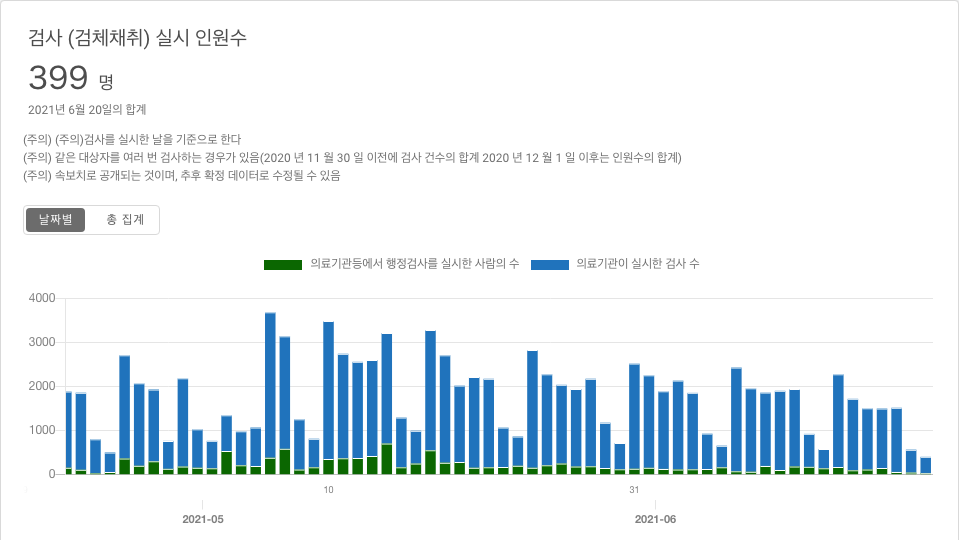 검사 (검체채취) 실시 인원수
399 명
2021년 6월 20일의 합계
(주의) (주의)검사를 실시한 날을 기준으로 한다
(주의) 같은 대상자를 여러 번 검사하는 경우가 있음(2020 년 11 월 30 일 이전에 검사 건수의 합계 2020 년 12 월 1 일 이후는 인원수의 합계)
(주의) 속보치로 공개되는 것이며, 추후 확정 데이터로 수정될 수 있음
날짜별 총 집계
의료기관등에서 행정검사를 실시한 사람의 수 의료기관이 실시한 검사 수
4000
3000
2000
1000
0
10 31
2021-05 2021-06